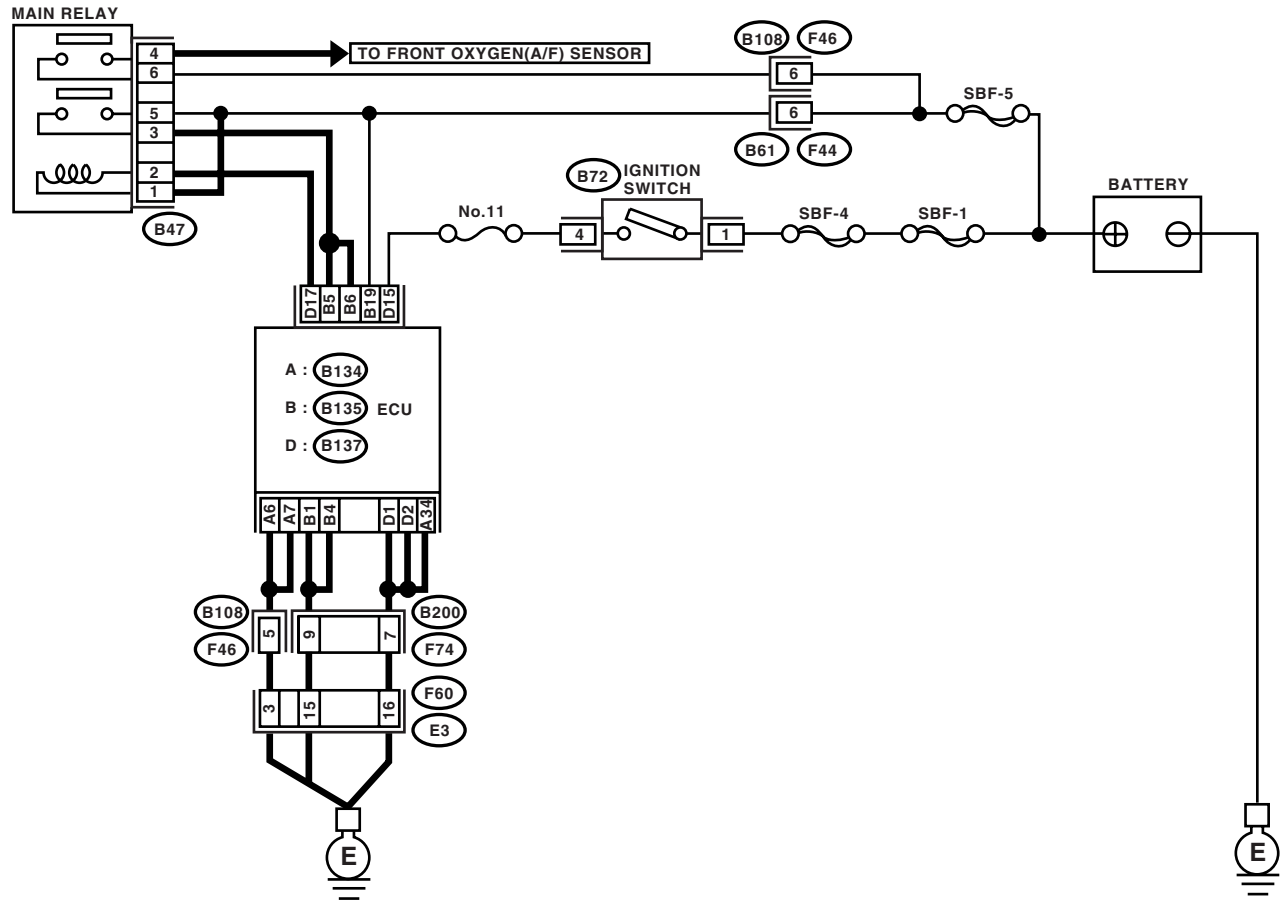 MAIN RELAY
4
TO FRONT OXYGEN(A/F) SENSOR
6
5
3
2
1
B47
B108 F46
6
6
B61 F44
SBF-5
B72 IGNITION
SWITCH
No.11
4
1
SBF-4
SBF-1
BATTERY
D17 B5 B6 B19 D15
A : B134
B : B135 ECU
D : B137
A6 A7 B1 B4 D1 D2 A34
B108
F46
5
9
7
B200
F74
3
15
16
F60
E3
E
E